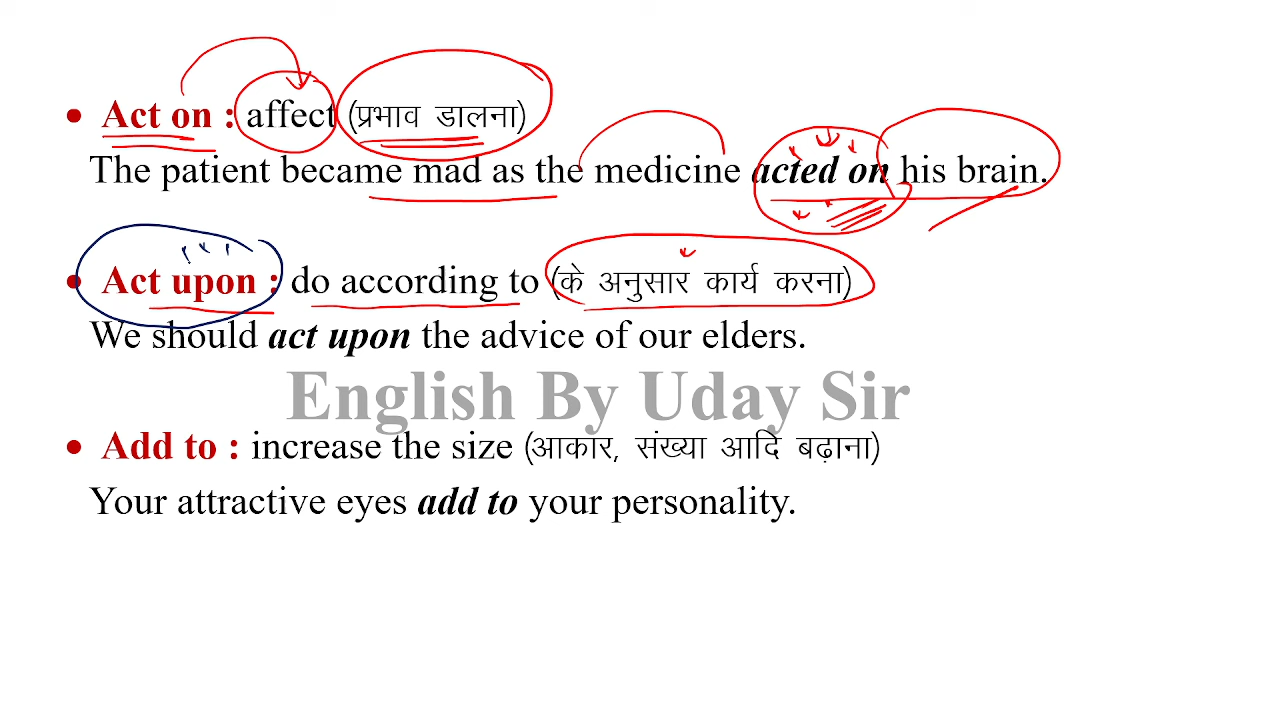 • Act on : affect (प्रभाव डालना)
The patient became mad as the medicine acted on his brain.
• Act upon : do according to (के अनुसार कार्य करना)
We should act upon the advice of our elders.
English By Uday Sir
• Add to : increase the size (आकार, संख्या आदि बढ़ाना)
Your attractive eyes add to your personality.